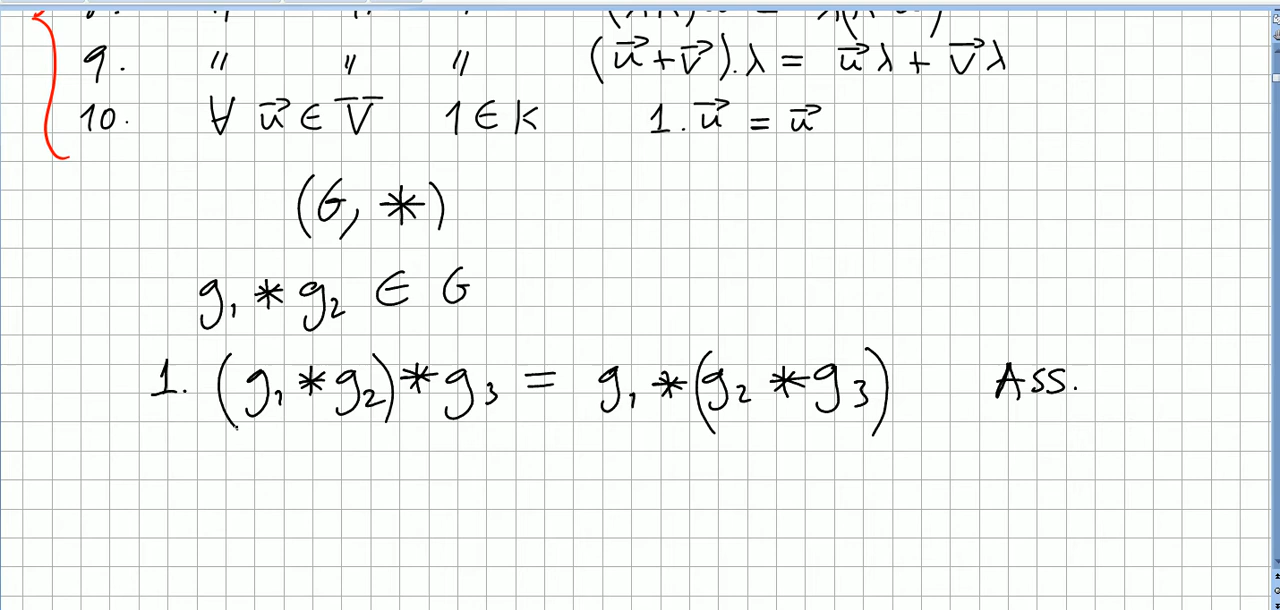 9. " " " (u⃗ + v⃗).λ = u⃗λ + v⃗λ
10. ∀ u⃗ ∈ V 1 ∈ K 1.u⃗ = u⃗
(G, *)
g₁ * g₂ ∈ G
1. (g₁ * g₂) * g₃ = g₁ * (g₂ * g₃) Ass.